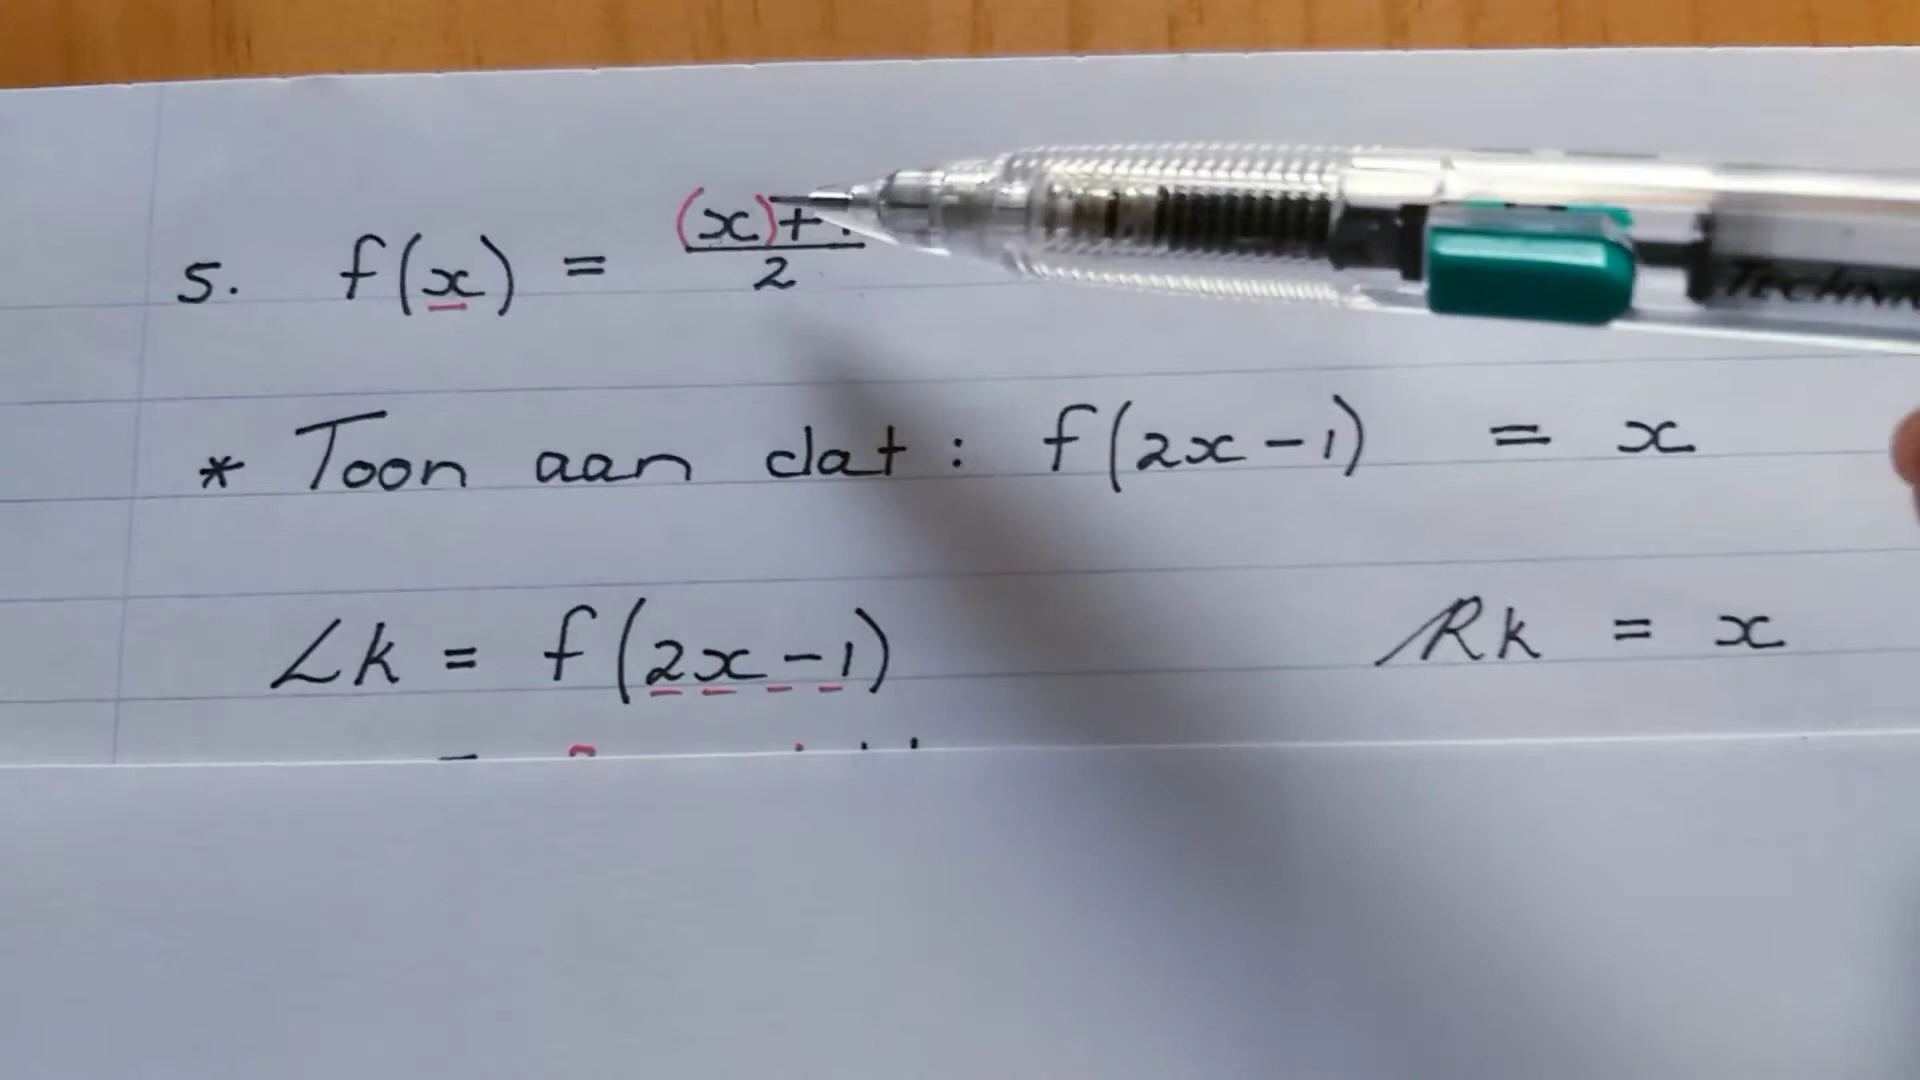 5. f(x) = (x)+
2
* Toon aan dat : f(2x-1) = x
Lk = f(2x-1) Rk = x